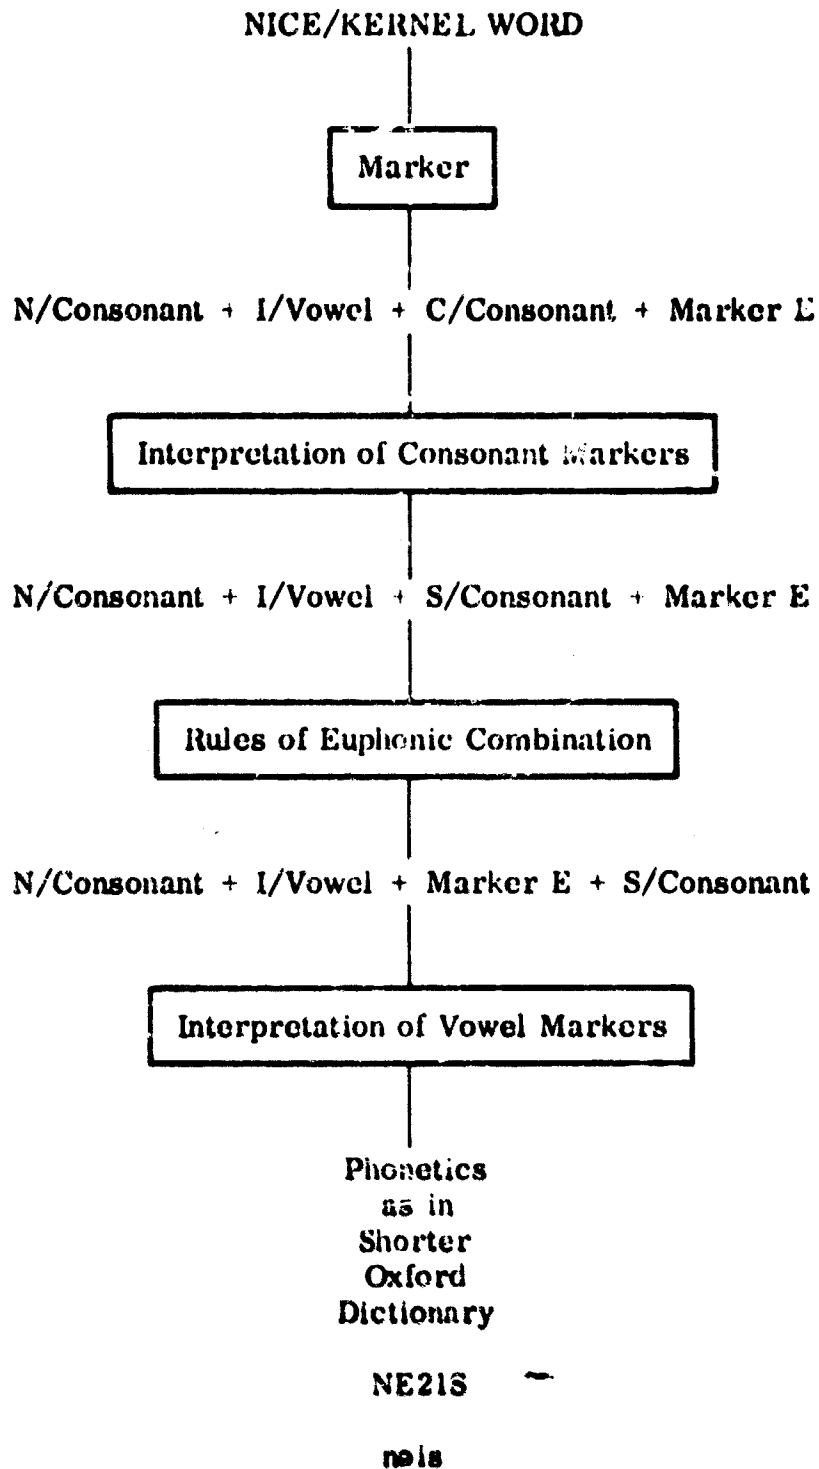 NICE/KERNEL WORD
Marker
N/Consonant + I/Vowel + C/Consonant + Marker E
Interpretation of Consonant Markers
N/Consonant + I/Vowel + S/Consonant + Marker E
Rules of Euphonic Combination
N/Consonant + I/Vowel + Marker E + S/Consonant
Interpretation of Vowel Markers
Phonetics
as in
Shorter
Oxford
Dictionary
NE21S
nəis